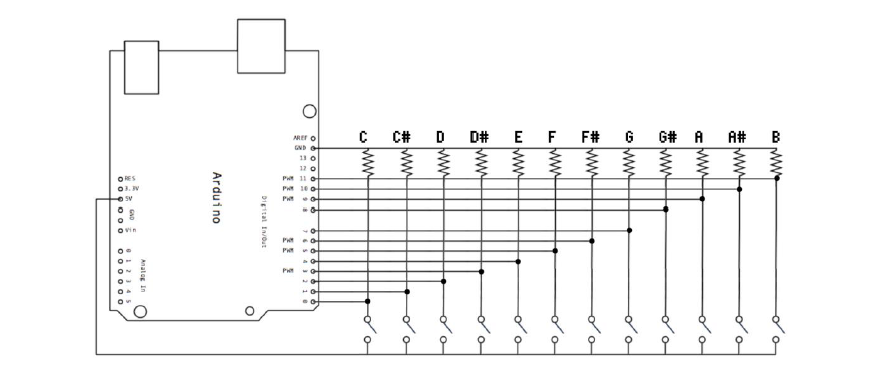 C C# D D# E F F# G G# A A# B
AREF
GND
13
12
RES
PWM 11
3.3V
PWM 10
5V
PWM 9
GND
8
Vin
7
PWM 6
PWM 5
4
PWM 3
2
1
0
0
1
2
3
4
5
Analog In
Arduino
Digital In/Out